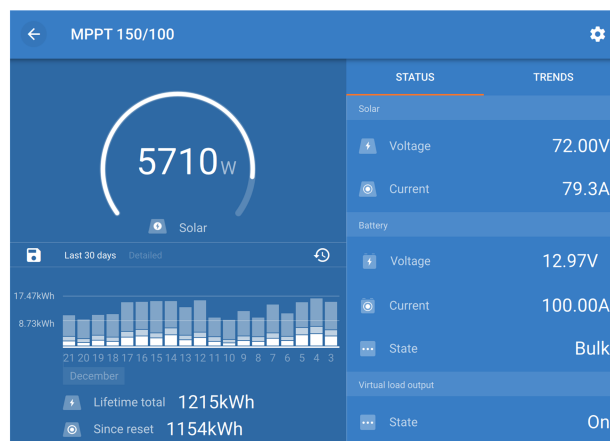 MPPT 150/100
5710W
Solar
Last 30 days Detailed
17.47kWh
8.73kWh
21 20 19 18 17 16 15 14 13 12 11 10 9 8 7 6 5 4 3
December
Lifetime total 1215kWh
Since reset 1154kWh
STATUS TRENDS
Solar
Voltage 72.00V
Current 79.3A
Battery
Voltage 12.97V
Current 100.00A
State Bulk
Virtual load output
State On